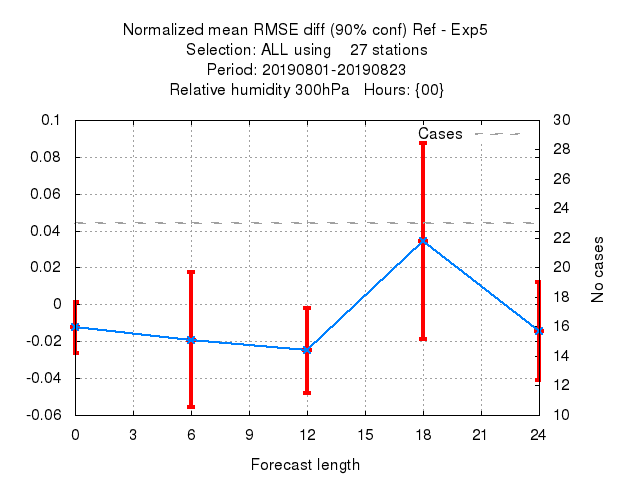 Normalized mean RMSE diff (90% conf) Ref - Exp5
Selection: ALL using    27 stations
Period: 20190801-20190823
Relative humidity 300hPa   Hours: {00}
Cases
0.1
0.08
0.06
0.04
0.02
0
-0.02
-0.04
-0.06
30
28
26
24
22
20
18
16
14
12
10
No cases
0 3 6 9 12 15 18 21 24
Forecast length